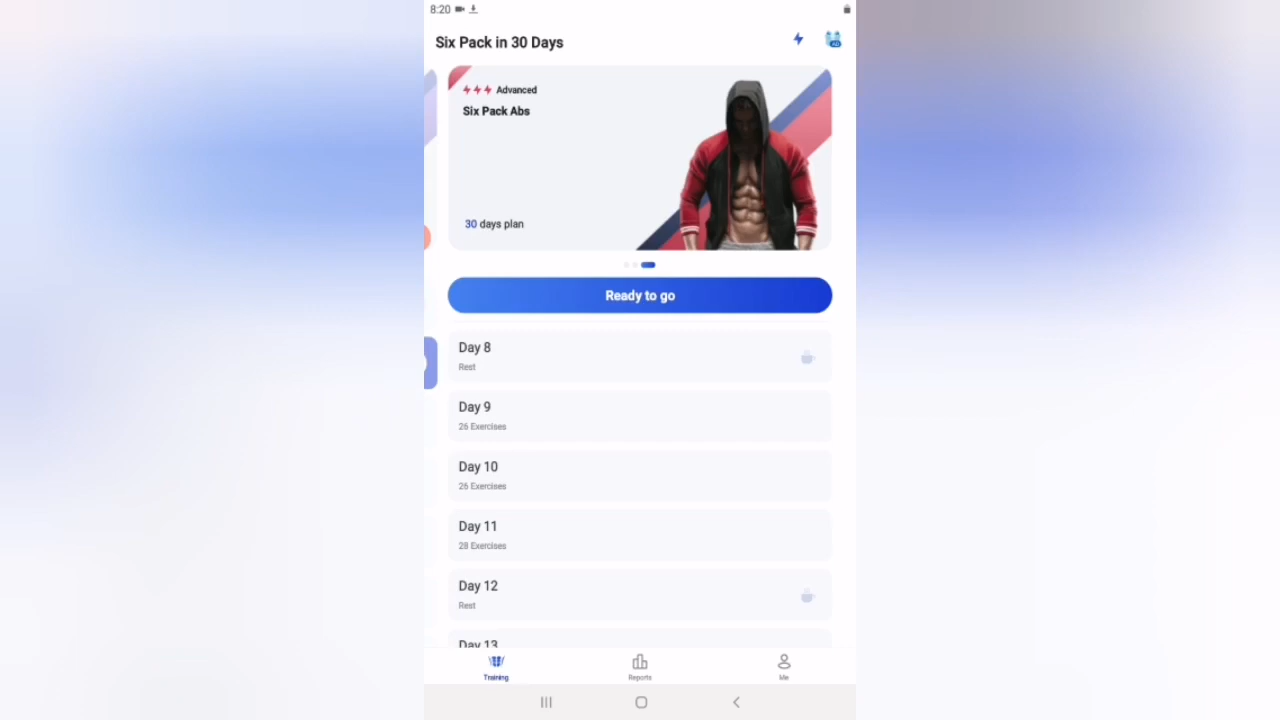 8:20
Six Pack in 30 Days
AD
Advanced
Six Pack Abs
30 days plan
Ready to go
Day 8
Rest
Day 9
26 Exercises
Day 10
26 Exercises
Day 11
28 Exercises
Day 12
Rest
Day 13
Training
Reports
Me